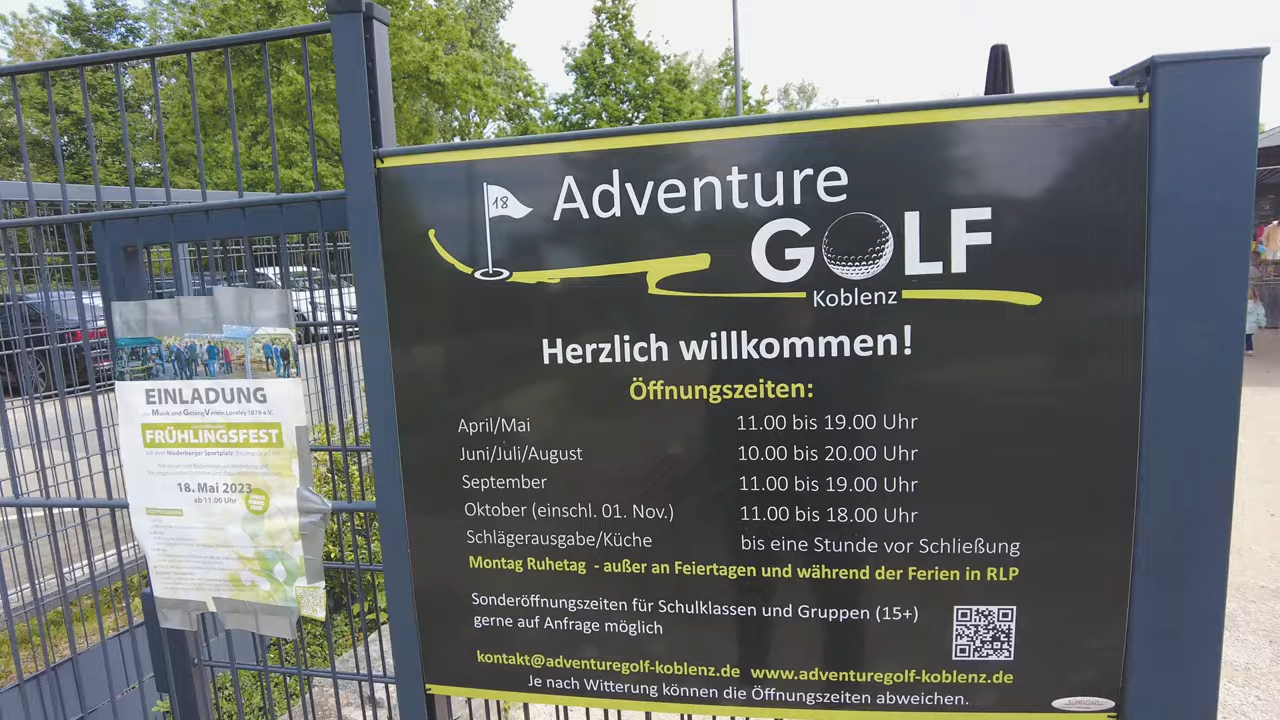 18
Adventure
GOLF
Koblenz
Herzlich willkommen!
Öffnungszeiten:
April/Mai 11.00 bis 19.00 Uhr
Juni/Juli/August 10.00 bis 20.00 Uhr
September 11.00 bis 19.00 Uhr
Oktober (einschl. 01. Nov.) 11.00 bis 18.00 Uhr
Schlägerausgabe/Küche bis eine Stunde vor Schließung
Montag Ruhetag - außer an Feiertagen und während der Ferien in RLP
Sonderöffnungszeiten für Schulklassen und Gruppen (15+)
gerne auf Anfrage möglich
kontakt@adventuregolf-koblenz.de www.adventuregolf-koblenz.de
Je nach Witterung können die Öffnungszeiten abweichen.
EINLADUNG
Musik und Gesang Verein Loreley 1876 e.V.
FRÜHLINGSFEST
Niederberger Sportplatz
18. Mai 2023
ab 11.00 Uhr